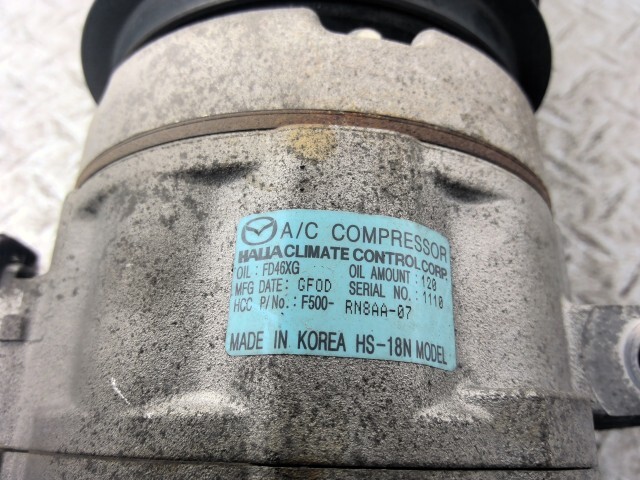 A/C COMPRESSOR
HALLA CLIMATE CONTROL CORP.
OIL: FD46XG OIL AMOUNT: 120
MFG DATE: GFOD SERIAL NO.: 1110
HCC P/No.: F500- RN8AA-07
MADE IN KOREA HS-18N MODEL